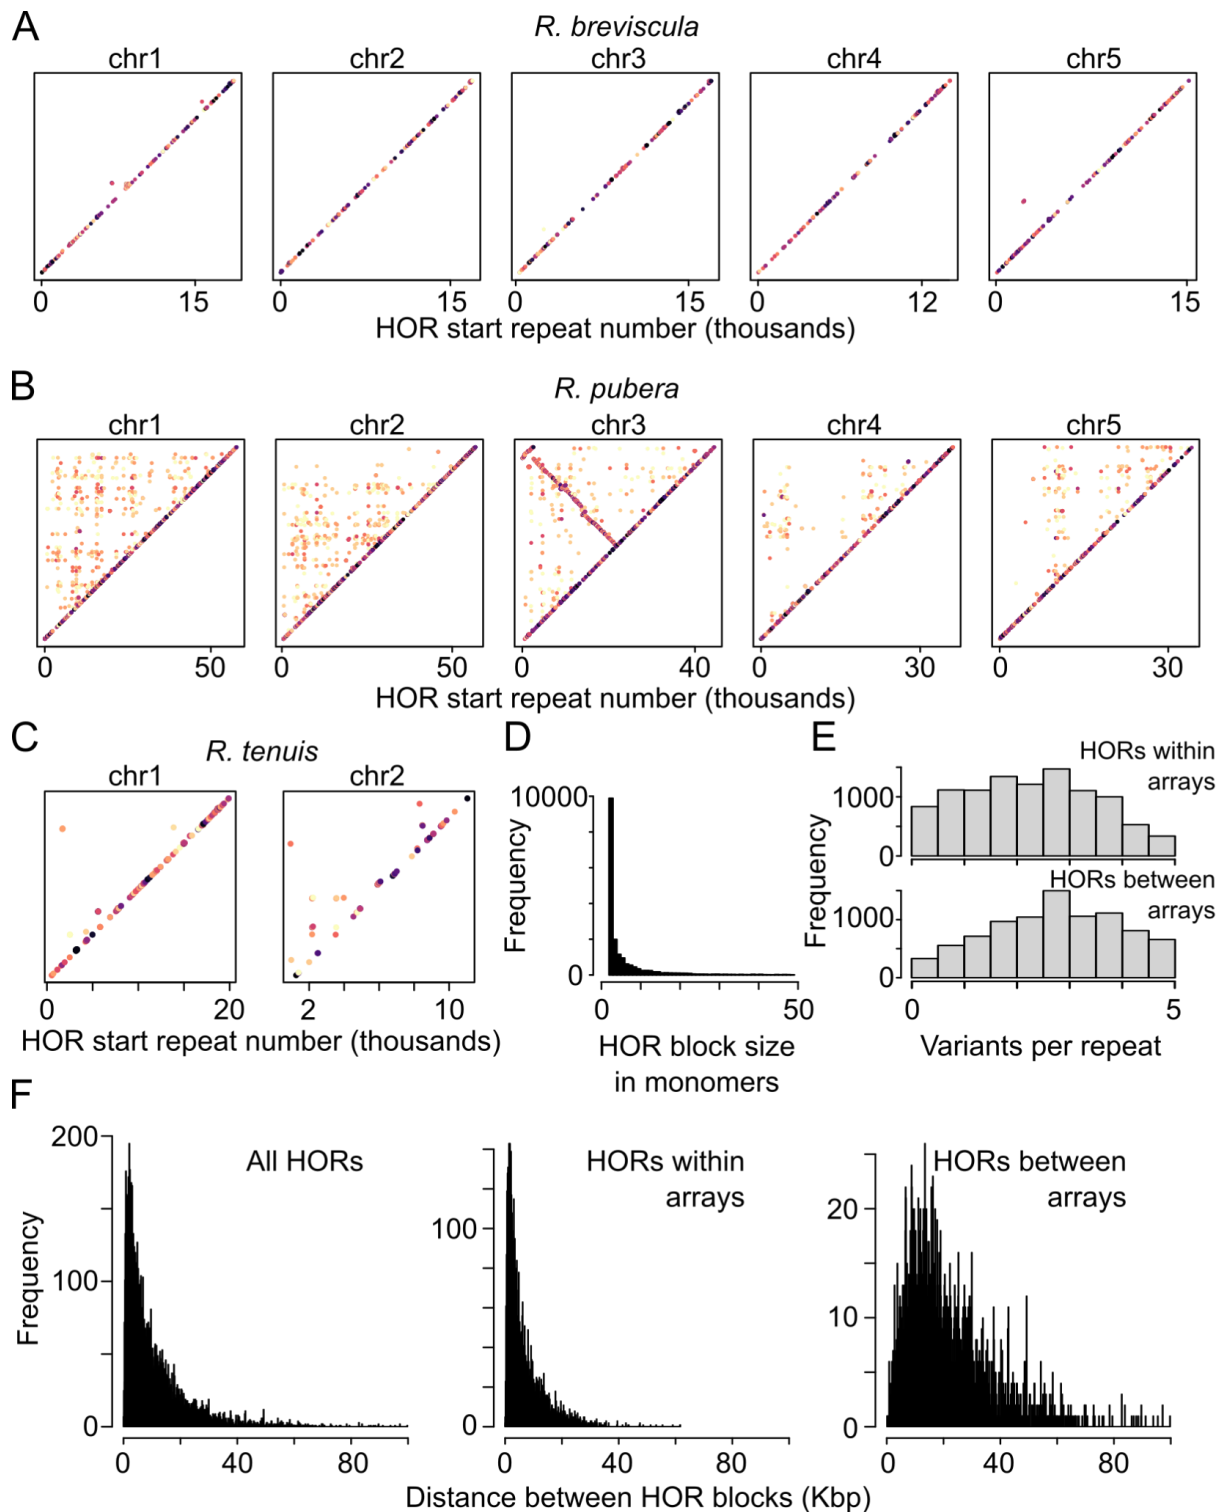 A
R. breviscula
chr1 chr2 chr3 chr4 chr5
0 15 0 15 0 15 0 12 0 15
HOR start repeat number (thousands)
B
R. pubera
chr1 chr2 chr3 chr4 chr5
0 50 0 50 0 40 0 30 0 30
HOR start repeat number (thousands)
C
R. tenuis
chr1 chr2
0 20 2 10
HOR start repeat number (thousands)
D
10000
0
Frequency
0 50
HOR block size
in monomers
E
HORs within
arrays
1000
0
HORs between
arrays
1000
0
Frequency
0 5
Variants per repeat
F
200
100
0
Frequency
All HORs
0 40 80
100
0
HORs within
arrays
0 40 80
20
10
0
HORs between
arrays
0 40 80
Distance between HOR blocks (Kbp)